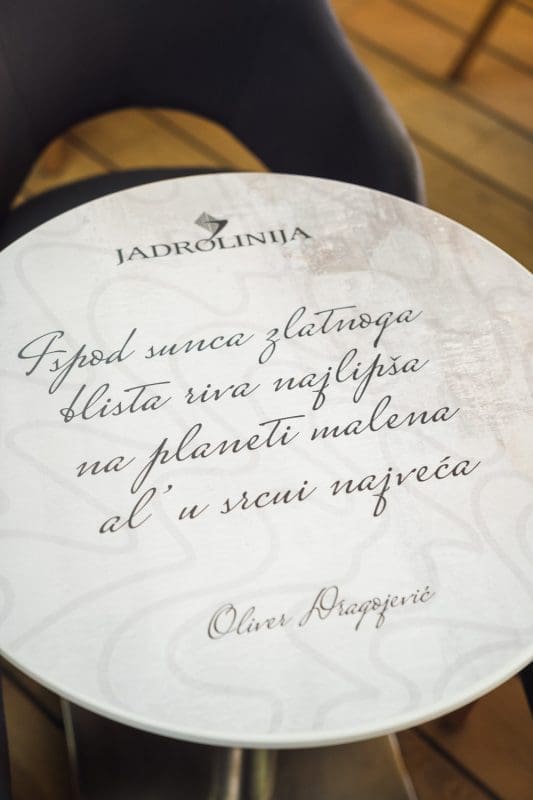 JADROLINIJA
Ispod sunca zlatnoga
blista riva najlipša
na planeti malena
al' u srcu najveća
Oliver Dragojević